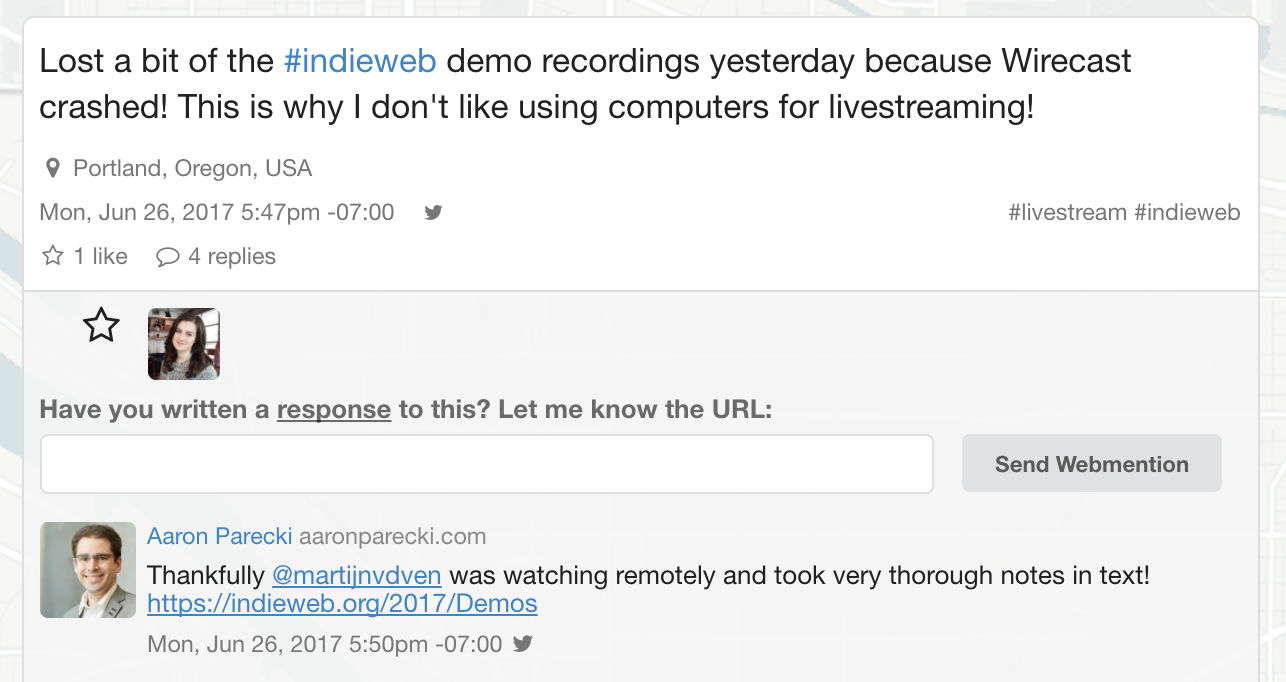 Lost a bit of the #indieweb demo recordings yesterday because Wirecast
crashed! This is why I don't like using computers for livestreaming!
Portland, Oregon, USA
Mon, Jun 26, 2017 5:47pm -07:00
#livestream #indieweb
1 like 4 replies
Have you written a response to this? Let me know the URL:
Send Webmention
Aaron Parecki aaronparecki.com
Thankfully @martijnvdven was watching remotely and took very thorough notes in text!
https://indieweb.org/2017/Demos
Mon, Jun 26, 2017 5:50pm -07:00